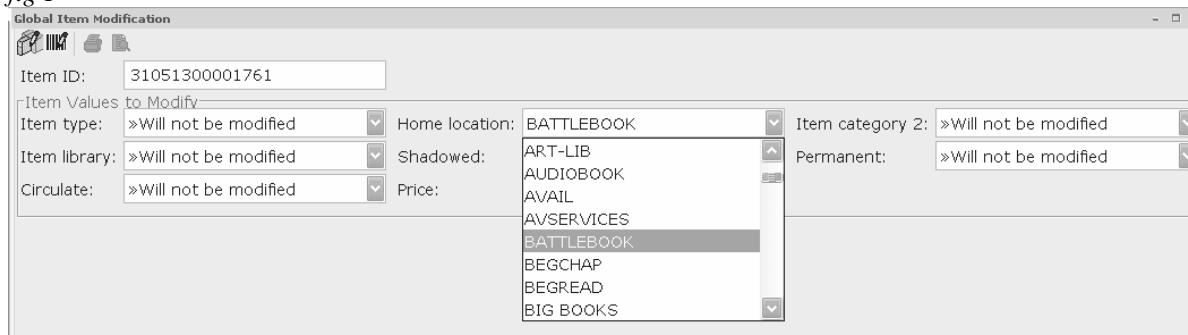 Global Item Modification
Item ID: 31051300001761
Item Values to Modify
Item type: »Will not be modified Home location: BATTLEBOOK Item category 2: »Will not be modified
Item library: »Will not be modified Shadowed: Permanent: »Will not be modified
Circulate: »Will not be modified Price:
ART-LIB
AUDIOBOOK
AVAIL
AVSERVICES
BATTLEBOOK
BEGCHAP
BEGREAD
BIG BOOKS